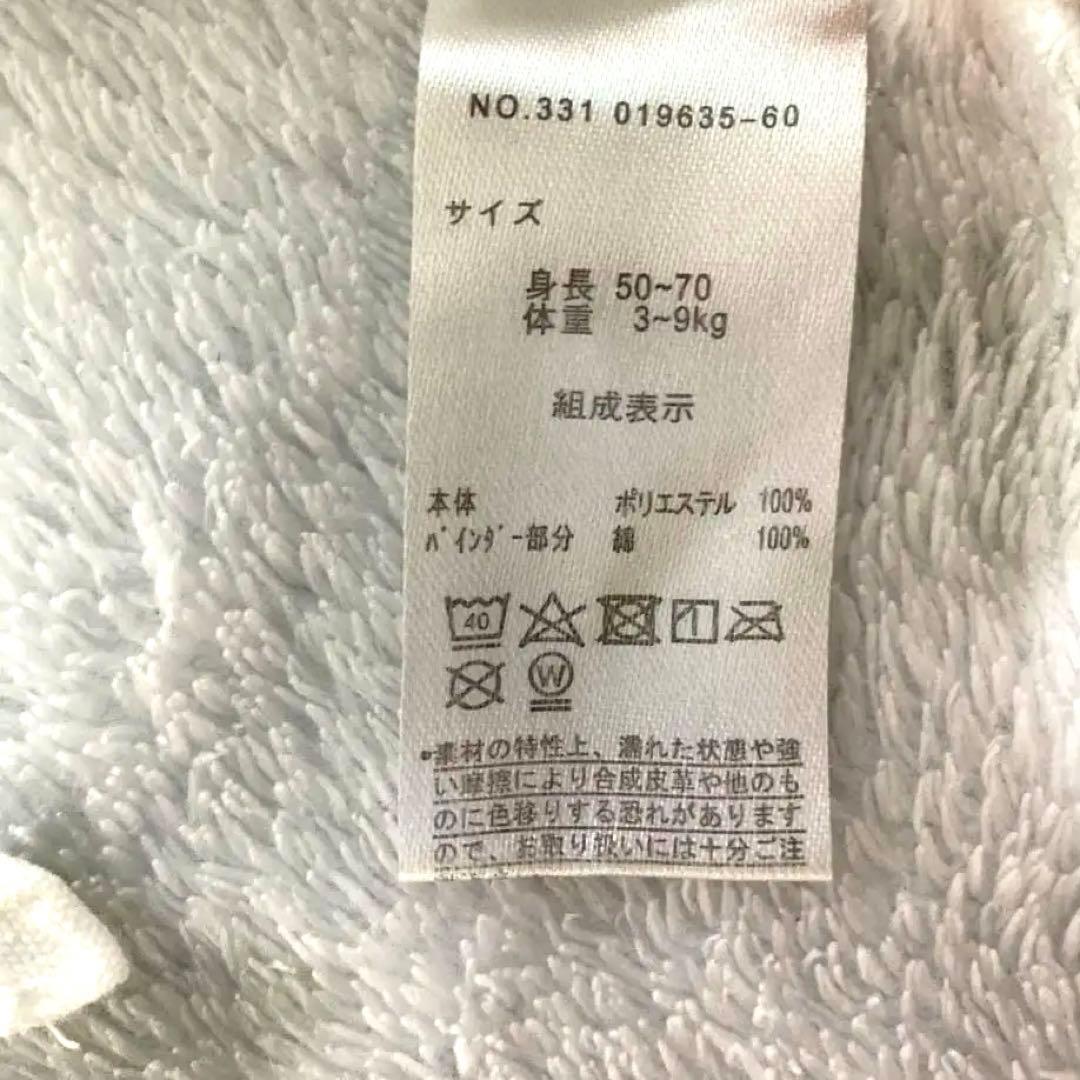 NO.331 019635-60
サイズ
身長 50~70
体重 3~9kg
組成表示
本体 ポリエステル 100%
バインダー部分 綿 100%
40
W
*素材の特性上、濡れた状態や強
い摩擦により合成皮革や他のも
のに色移りする恐れがあります
ので、お取り扱いには十分ご注